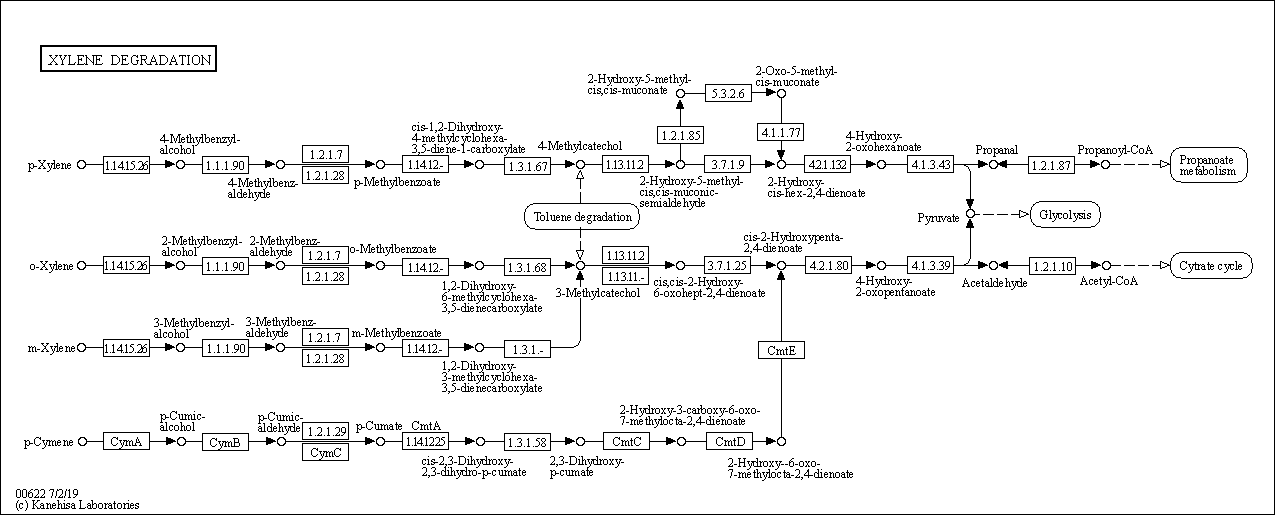 XYLENE DEGRADATION
2-Hydroxy-5-methyl-
cis,cis-muconate
5.3.2.6
2-Oxo-5-methyl-
cis-muconate
1.2.1.85
4.1.1.77
p-Xylene
1.14.15.26
4-Methylbenzyl-
alcohol
1.1.1.90
4-Methylbenz-
aldehyde
1.2.1.7
1.2.1.28
p-Methylbenzoate
1.14.12.-
cis-1,2-Dihydroxy-
4-methylcyclohexa-
3,5-diene-1-carboxylate
1.3.1.67
4-Methylcatechol
1.13.11.2
2-Hydroxy-5-methyl-
cis,cis-muconic-
semialdehyde
3.7.1.9
2-Hydroxy-
cis-hex-2,4-dienoate
4.2.1.132
4-Hydroxy-
2-oxohexanoate
4.1.3.43
Propanal
1.2.1.87
Propanoyl-CoA
Propanoate
metabolism
Toluene degradation
Pyruvate
Glycolysis
o-Xylene
1.14.15.26
2-Methylbenzyl-
alcohol
1.1.1.90
2-Methylbenz-
aldehyde
1.2.1.7
1.2.1.28
o-Methylbenzoate
1.14.12.-
1,2-Dihydroxy-
6-methylcyclohexa-
3,5-dienecarboxylate
1.3.1.68
3-Methylcatechol
1.13.11.2
1.13.11.-
cis,cis-2-Hydroxy-
6-oxohept-2,4-dienoate
3.7.1.25
cis-2-Hydroxypenta-
2,4-dienoate
4.2.1.80
4-Hydroxy-
2-oxopentanoate
4.1.3.39
Acetaldehyde
1.2.1.10
Acetyl-CoA
Cytrate cycle
m-Xylene
1.14.15.26
3-Methylbenzyl-
alcohol
1.1.1.90
3-Methylbenz-
aldehyde
1.2.1.7
1.2.1.28
m-Methylbenzoate
1.14.12.-
1,2-Dihydroxy-
3-methylcyclohexa-
3,5-dienecarboxylate
1.3.1.-
CmtE
p-Cymene
CymA
p-Cumic-
alcohol
CymB
p-Cumic-
aldehyde
1.2.1.29
CymC
p-Cumate
CmtA
1.14.12.25
cis-2,3-Dihydroxy-
2,3-dihydro-p-cumate
1.3.1.58
2,3-Dihydroxy-
p-cumate
CmtC
2-Hydroxy-3-carboxy-6-oxo-
7-methylocta-2,4-dienoate
CmtD
2-Hydroxy--6-oxo-
7-methylocta-2,4-dienoate
00622 7/2/19
(c) Kanehisa Laboratories